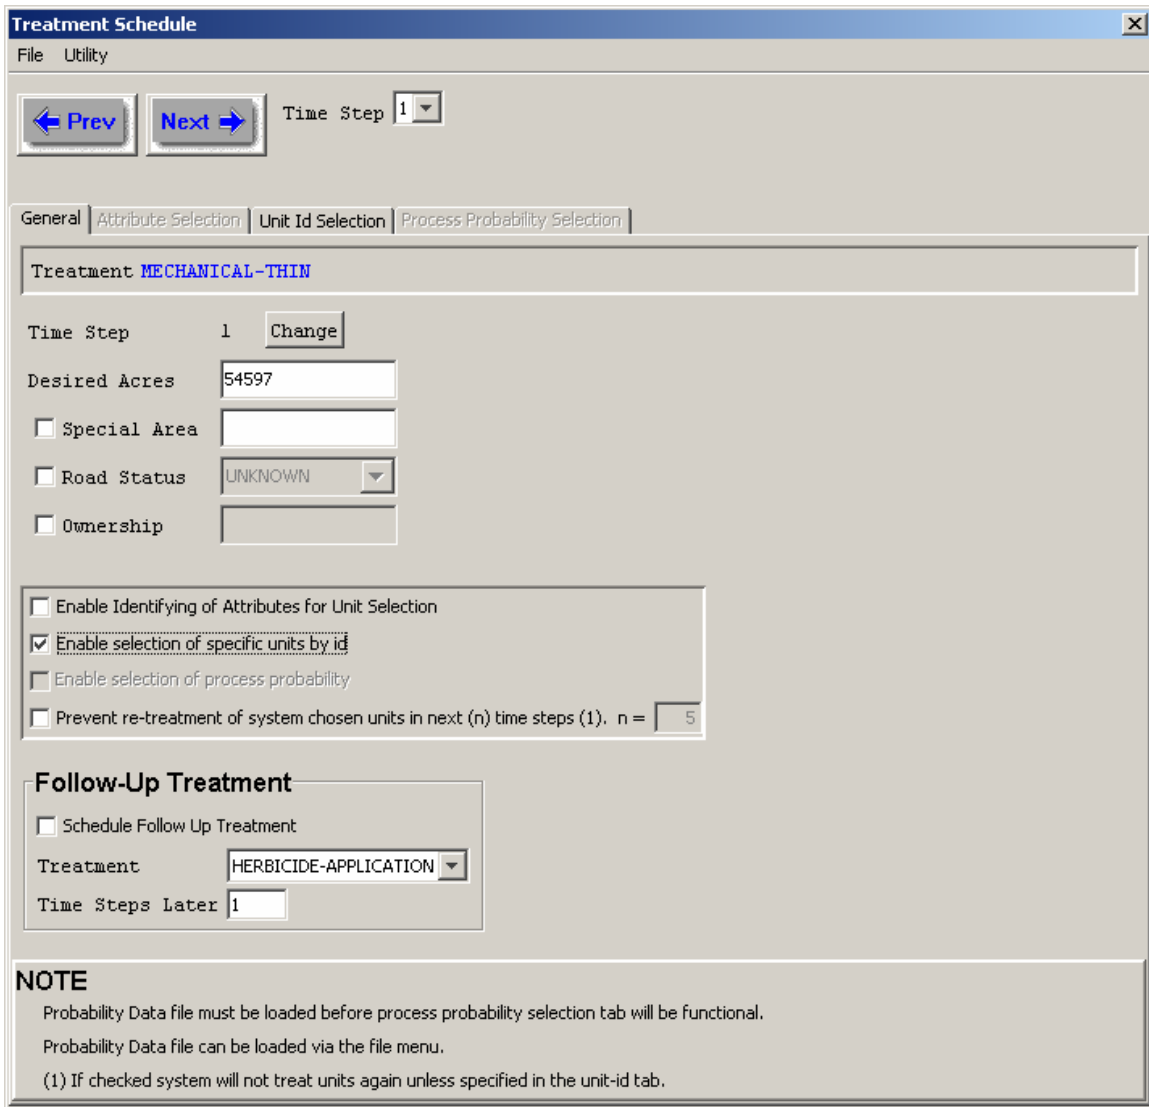 Treatment Schedule
File Utility
Prev Next Time Step 1
General Attribute Selection Unit Id Selection Process Probability Selection
Treatment MECHANICAL-THIN
Time Step 1 Change
Desired Acres 54597
Special Area
Road Status UNKNOWN
Ownership
Enable Identifying of Attributes for Unit Selection
Enable selection of specific units by id
Enable selection of process probability
Prevent re-treatment of system chosen units in next (n) time steps (1). n = 5
Follow-Up Treatment
Schedule Follow Up Treatment
Treatment HERBICIDE-APPLICATION
Time Steps Later 1
NOTE
Probability Data file must be loaded before process probability selection tab will be functional.
Probability Data file can be loaded via the file menu.
(1) If checked system will not treat units again unless specified in the unit-id tab.